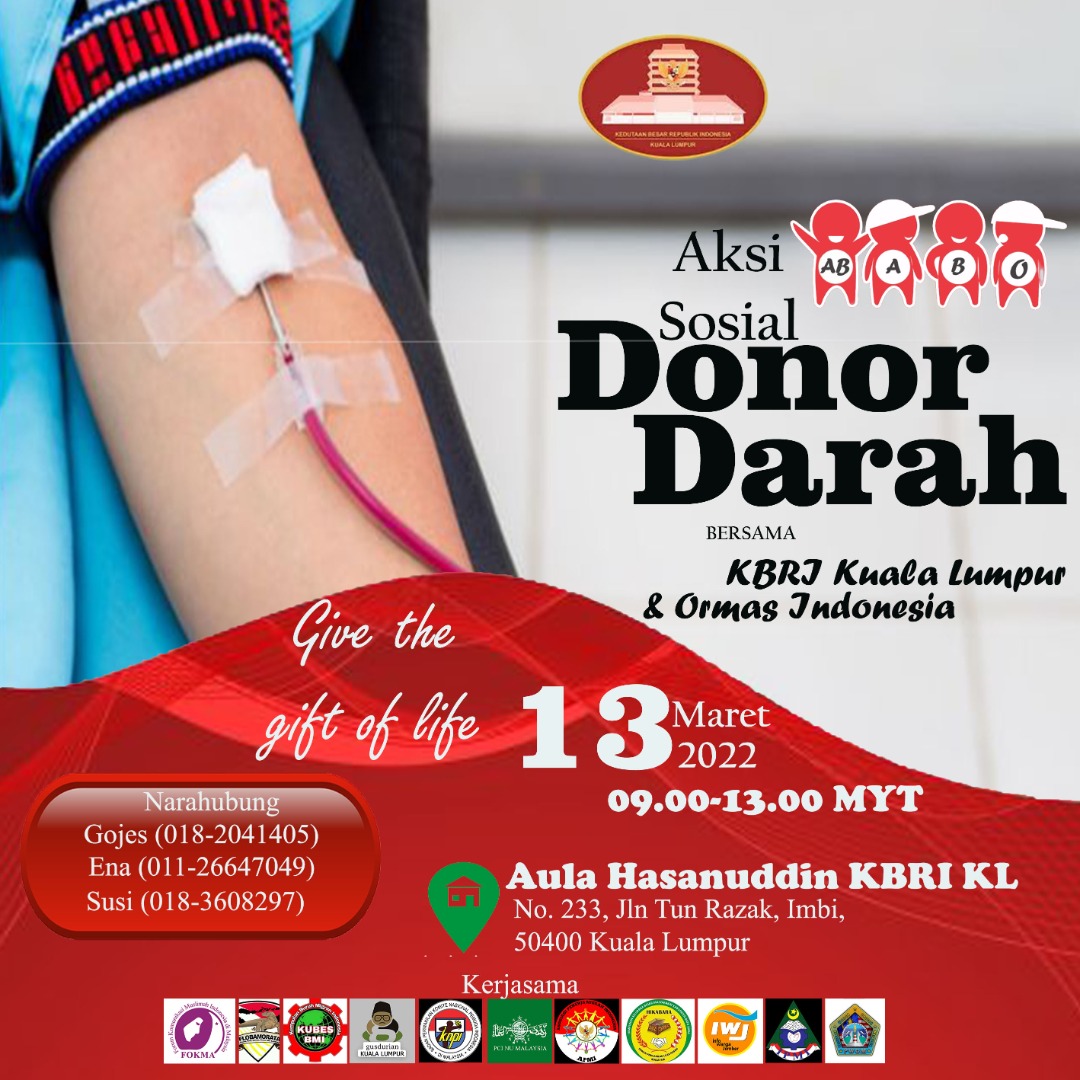 KEDUTAAN BESAR REPUBLIK INDONESIA
KUALA LUMPUR
Aksi
AB A B O
Sosial
Donor
Darah
BERSAMA
KBRI Kuala Lumpur
& Ormas Indonesia
Give the
gift of life
13 Maret
2022
09.00-13.00 MYT
Narahubung
Gojes (018-2041405)
Ena (011-26647049)
Susi (018-3608297)
Aula Hasanuddin KBRI KL
No. 233, Jln Tun Razak, Imbi,
50400 Kuala Lumpur
Kerjasama
FOKMA
FLOBAMORAS
KUBES
BMI
gusdurian
KUALA LUMPUR
knpi
PCI NU MALAYSIA
IWJ